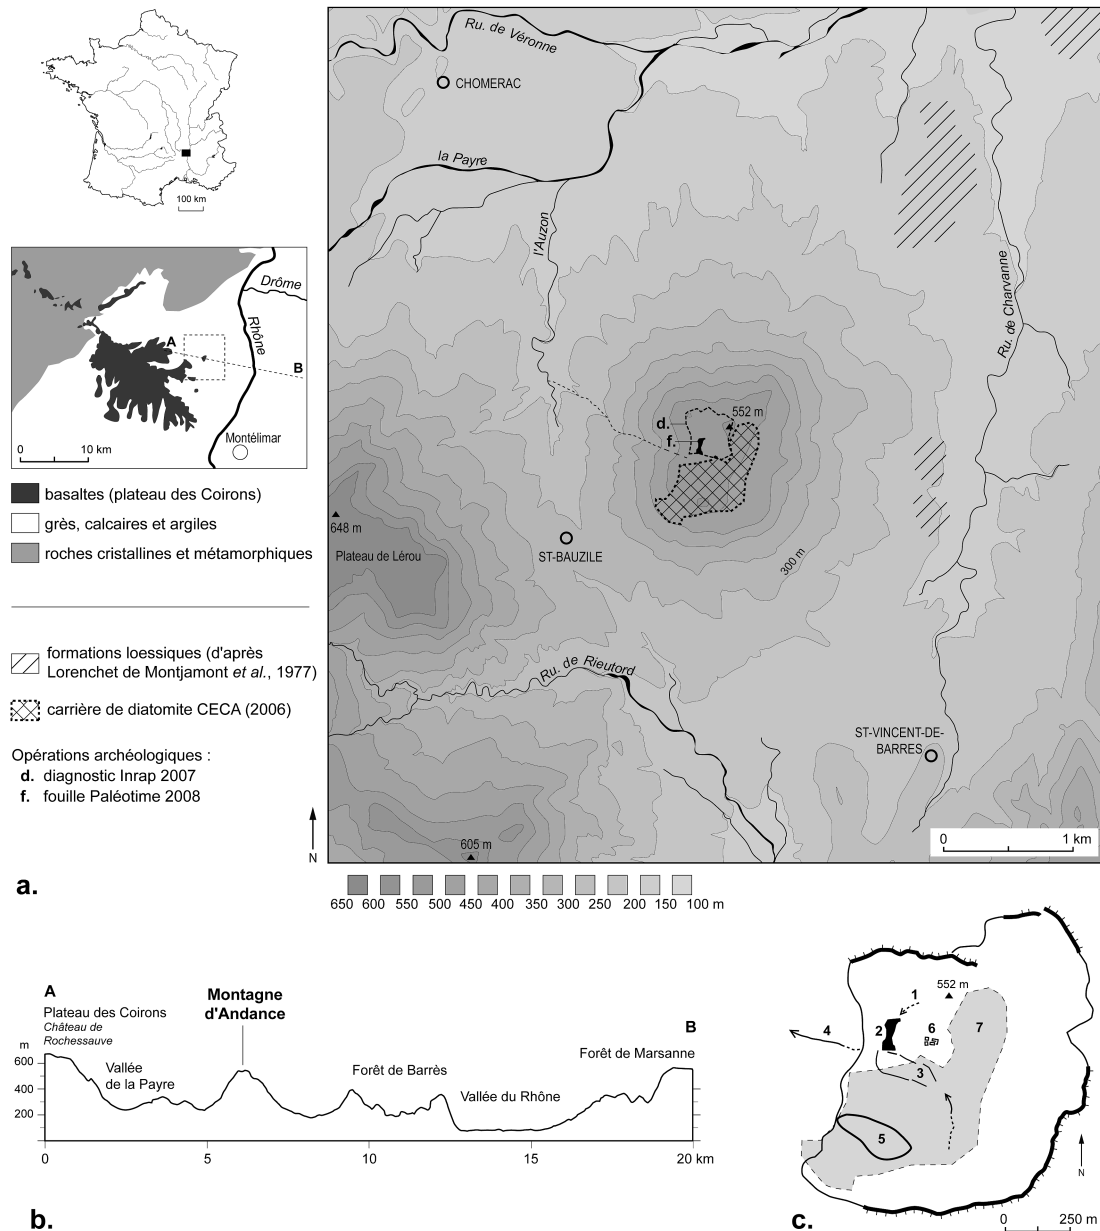 100 km
Drôme
Rhône
A
B
Montélimar
0 10 km
basaltes (plateau des Coirons)
grès, calcaires et argiles
roches cristallines et métamorphiques
formations loessiques (d'après
Lorenchet de Montjamont et al., 1977)
carrière de diatomite CECA (2006)
Opérations archéologiques :
d. diagnostic Inrap 2007
f. fouille Paléotime 2008
N
a.
Ru. de Véronne
CHOMERAC
la Payre
l'Auzon
Ru. de Charvanne
552 m
d.
f.
648 m
Plateau de Lérou
ST-BAUZILE
300 m
Ru. de Rieutord
ST-VINCENT-DE-
BARRES
605 m
0 1 km
650 600 550 500 450 400 350 300 250 200 150 100 m
A
Plateau des Coirons
Château de
Rochessauve
m
600
400
200
Vallée
de la Payre
Montagne
d'Andance
Forêt de Barrès
Vallée du Rhône
Forêt de Marsanne
B
0 5 10 15 20 km
b.
552 m
1
2
3
4
5
6
7
N
0 250 m
c.